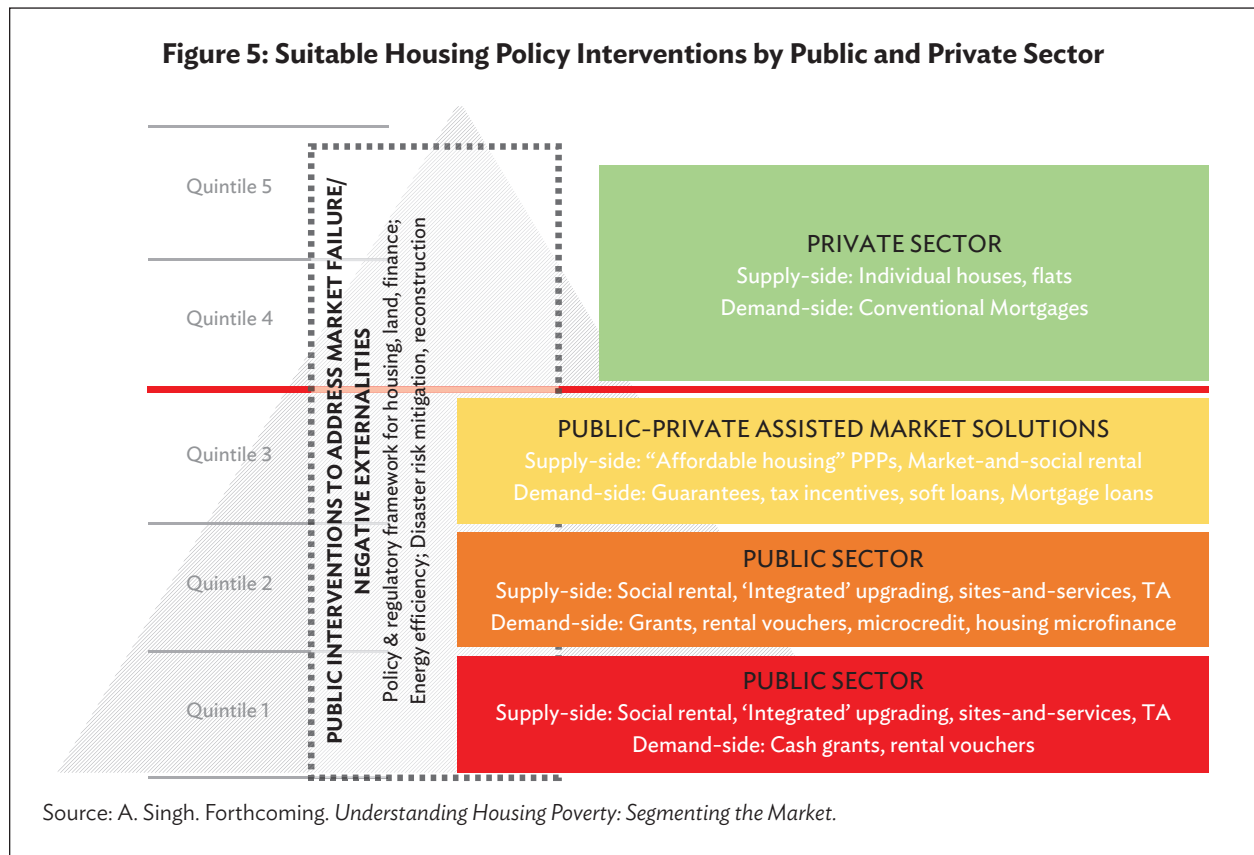 Figure 5: Suitable Housing Policy Interventions by Public and Private Sector
Quintile 5
Quintile 4
Quintile 3
Quintile 2
Quintile 1
PUBLIC INTERVENTIONS TO ADDRESS MARKET FAILURE/
NEGATIVE EXTERNALITIES
Policy & regulatory framework for housing, land, finance;
Energy efficiency; Disaster risk mitigation, reconstruction
PRIVATE SECTOR
Supply-side: Individual houses, flats
Demand-side: Conventional Mortgages
PUBLIC-PRIVATE ASSISTED MARKET SOLUTIONS
Supply-side: “Affordable housing” PPPs, Market-and-social rental
Demand-side: Guarantees, tax incentives, soft loans, Mortgage loans
PUBLIC SECTOR
Supply-side: Social rental, ‘Integrated’ upgrading, sites-and-services, TA
Demand-side: Grants, rental vouchers, microcredit, housing microfinance
PUBLIC SECTOR
Supply-side: Social rental, ‘Integrated’ upgrading, sites-and-services, TA
Demand-side: Cash grants, rental vouchers
Source: A. Singh. Forthcoming. Understanding Housing Poverty: Segmenting the Market.